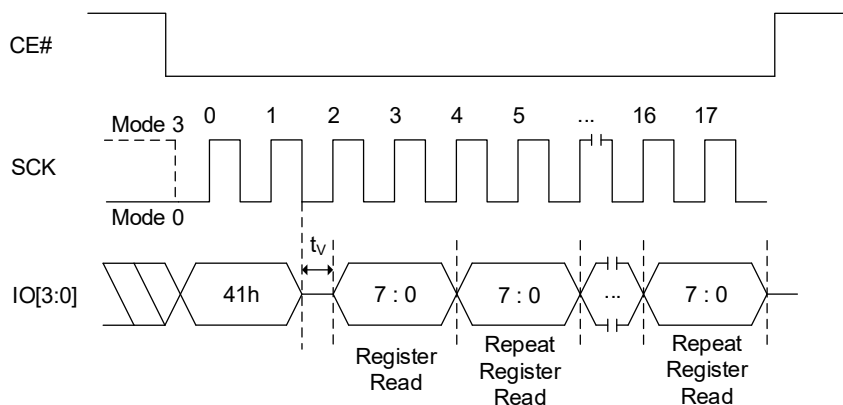 CE#
0 1 2 3 4 5 ... 16 17
Mode 3
SCK
Mode 0
tV
IO[3:0]
41h 7 : 0 7 : 0 ... 7 : 0
Register
Read
Repeat
Register
Read
Repeat
Register
Read